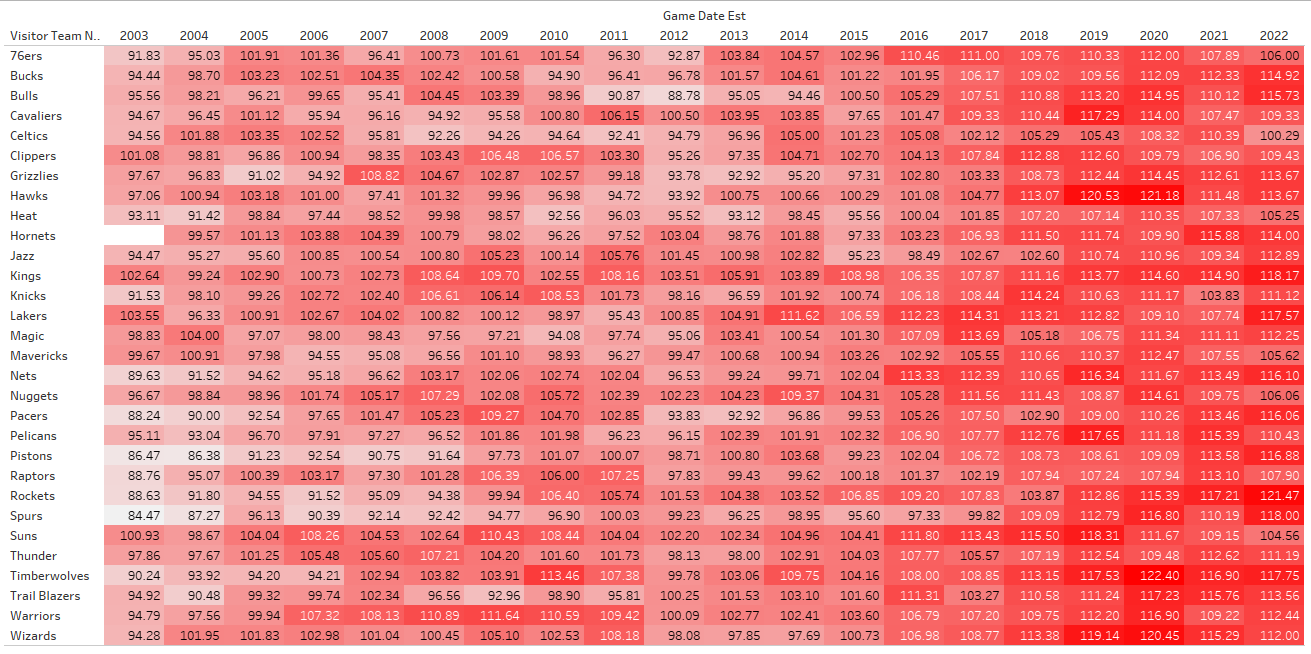 Game Date Est
Visitor Team N.. 2003 2004 2005 2006 2007 2008 2009 2010 2011 2012 2013 2014 2015 2016 2017 2018 2019 2020 2021 2022
76ers 91.83 95.03 101.91 101.36 96.41 100.73 101.61 101.54 96.30 92.87 103.84 104.57 102.96 110.46 111.00 109.76 110.33 112.00 107.89 106.00
Bucks 94.44 98.70 103.23 102.51 104.35 102.42 100.58 94.90 96.41 96.78 101.57 104.61 101.22 101.95 106.17 109.02 109.56 112.09 112.33 114.92
Bulls 95.56 98.21 96.21 99.65 95.41 104.45 103.39 98.96 90.87 88.78 95.05 94.46 100.50 105.29 107.51 110.88 113.20 114.95 110.12 115.73
Cavaliers 94.67 96.45 101.12 95.94 96.16 94.92 95.58 100.80 106.15 100.50 103.95 103.85 97.65 101.47 109.33 110.44 117.29 114.00 107.47 109.33
Celtics 94.56 101.88 103.35 102.52 95.81 92.26 94.26 94.64 92.41 94.79 96.96 105.00 101.23 105.08 102.12 105.29 105.43 108.32 110.39 100.29
Clippers 101.08 98.81 96.86 100.94 98.35 103.43 106.48 106.57 103.30 95.26 97.35 104.71 102.70 104.13 107.84 112.88 112.60 109.79 106.90 109.43
Grizzlies 97.67 96.83 91.02 94.92 108.82 104.67 102.87 102.57 99.18 93.78 92.92 95.20 97.31 102.80 103.33 108.73 112.44 114.45 112.61 113.67
Hawks 97.06 100.94 103.18 101.00 97.41 101.32 99.96 96.98 94.72 93.92 100.75 100.66 100.29 101.08 104.77 113.07 120.53 121.18 111.48 113.67
Heat 93.11 91.42 98.84 97.44 98.52 99.98 98.57 92.56 96.03 95.52 93.12 98.45 95.56 100.04 101.85 107.20 107.14 110.35 107.33 105.25
Hornets 99.57 101.13 103.88 104.39 100.79 98.02 96.26 97.52 103.04 98.76 101.88 97.33 103.23 106.93 111.50 111.74 109.90 115.88 114.00
Jazz 94.47 95.27 95.60 100.85 100.54 100.80 105.23 100.14 105.76 101.45 100.98 102.82 95.23 98.49 102.67 102.60 110.74 110.96 109.34 112.89
Kings 102.64 99.24 102.90 100.73 102.73 108.64 109.70 102.55 108.16 103.51 105.91 103.89 108.98 106.35 107.87 111.16 113.77 114.60 114.90 118.17
Knicks 91.53 98.10 99.26 102.72 102.40 106.61 106.14 108.53 101.73 98.16 96.59 101.92 100.74 106.18 108.44 114.24 110.63 111.17 103.83 111.12
Lakers 103.55 96.33 100.91 102.67 104.02 100.82 100.12 98.97 95.43 100.85 104.91 111.62 106.59 112.23 114.31 113.21 112.82 109.10 107.74 117.57
Magic 98.83 104.00 97.07 98.00 98.43 97.56 97.21 94.08 97.74 95.06 103.41 100.54 101.30 107.09 113.69 105.18 106.75 111.34 111.11 112.25
Mavericks 99.67 100.91 97.98 94.55 95.08 96.56 101.10 98.93 96.27 99.47 100.68 100.94 103.26 102.92 105.55 110.66 110.37 112.47 107.55 105.62
Nets 89.63 91.52 94.62 95.18 96.62 103.17 102.06 102.74 102.04 96.53 99.24 99.71 102.04 113.33 112.39 110.65 116.34 111.67 113.49 116.10
Nuggets 96.67 98.84 98.96 101.74 105.17 107.29 102.08 105.72 102.39 102.23 104.23 109.37 104.31 105.28 111.56 111.43 108.87 114.61 109.75 106.06
Pacers 88.24 90.00 92.54 97.65 101.47 105.23 109.27 104.70 102.85 93.83 92.92 96.86 99.53 105.26 107.50 102.90 109.00 110.26 113.46 116.06
Pelicans 95.11 93.04 96.70 97.91 97.27 96.52 101.86 101.98 96.23 96.15 102.39 101.91 102.32 106.90 107.77 112.76 117.65 111.18 115.39 110.43
Pistons 86.47 86.38 91.23 92.54 90.75 91.64 97.73 101.07 100.07 98.71 100.80 103.68 99.23 102.04 106.72 108.73 108.61 109.09 113.58 116.88
Raptors 88.76 95.07 100.39 103.17 97.30 101.28 106.39 106.00 107.25 97.83 99.43 99.62 100.18 101.37 102.19 107.94 107.24 107.94 113.10 107.90
Rockets 88.63 91.80 94.55 91.52 95.09 94.38 99.94 106.40 105.74 101.53 104.38 103.52 106.85 109.20 107.83 103.87 112.86 115.39 117.21 121.47
Spurs 84.47 87.27 96.13 90.39 92.14 92.42 94.77 96.90 100.03 99.23 96.25 98.95 95.60 97.33 99.82 109.09 112.79 116.80 110.19 118.00
Suns 100.93 98.67 104.04 108.26 104.53 102.64 110.43 108.44 104.04 102.20 102.34 104.96 104.41 111.80 113.43 115.50 118.31 111.67 109.15 104.56
Thunder 97.86 97.67 101.25 105.48 105.60 107.21 104.20 101.60 101.73 98.13 98.00 102.91 104.03 107.77 105.57 107.19 112.54 109.48 112.62 111.19
Timberwolves 90.24 93.92 94.20 94.21 102.94 103.82 103.91 113.46 107.38 99.78 103.06 109.75 104.16 108.00 108.85 113.15 117.53 122.40 116.90 117.75
Trail Blazers 94.92 90.48 99.32 99.74 102.34 96.56 92.96 98.90 95.81 100.25 101.53 103.10 101.60 111.31 103.27 110.58 111.24 117.23 115.76 113.56
Warriors 94.79 97.56 99.94 107.32 108.13 110.89 111.64 110.59 109.42 100.09 102.77 102.41 103.60 106.79 107.20 109.75 112.20 116.90 109.22 112.44
Wizards 94.28 101.95 101.83 102.98 101.04 100.45 105.10 102.53 108.18 98.08 97.85 97.69 100.73 106.98 108.77 113.38 119.14 120.45 115.29 112.00